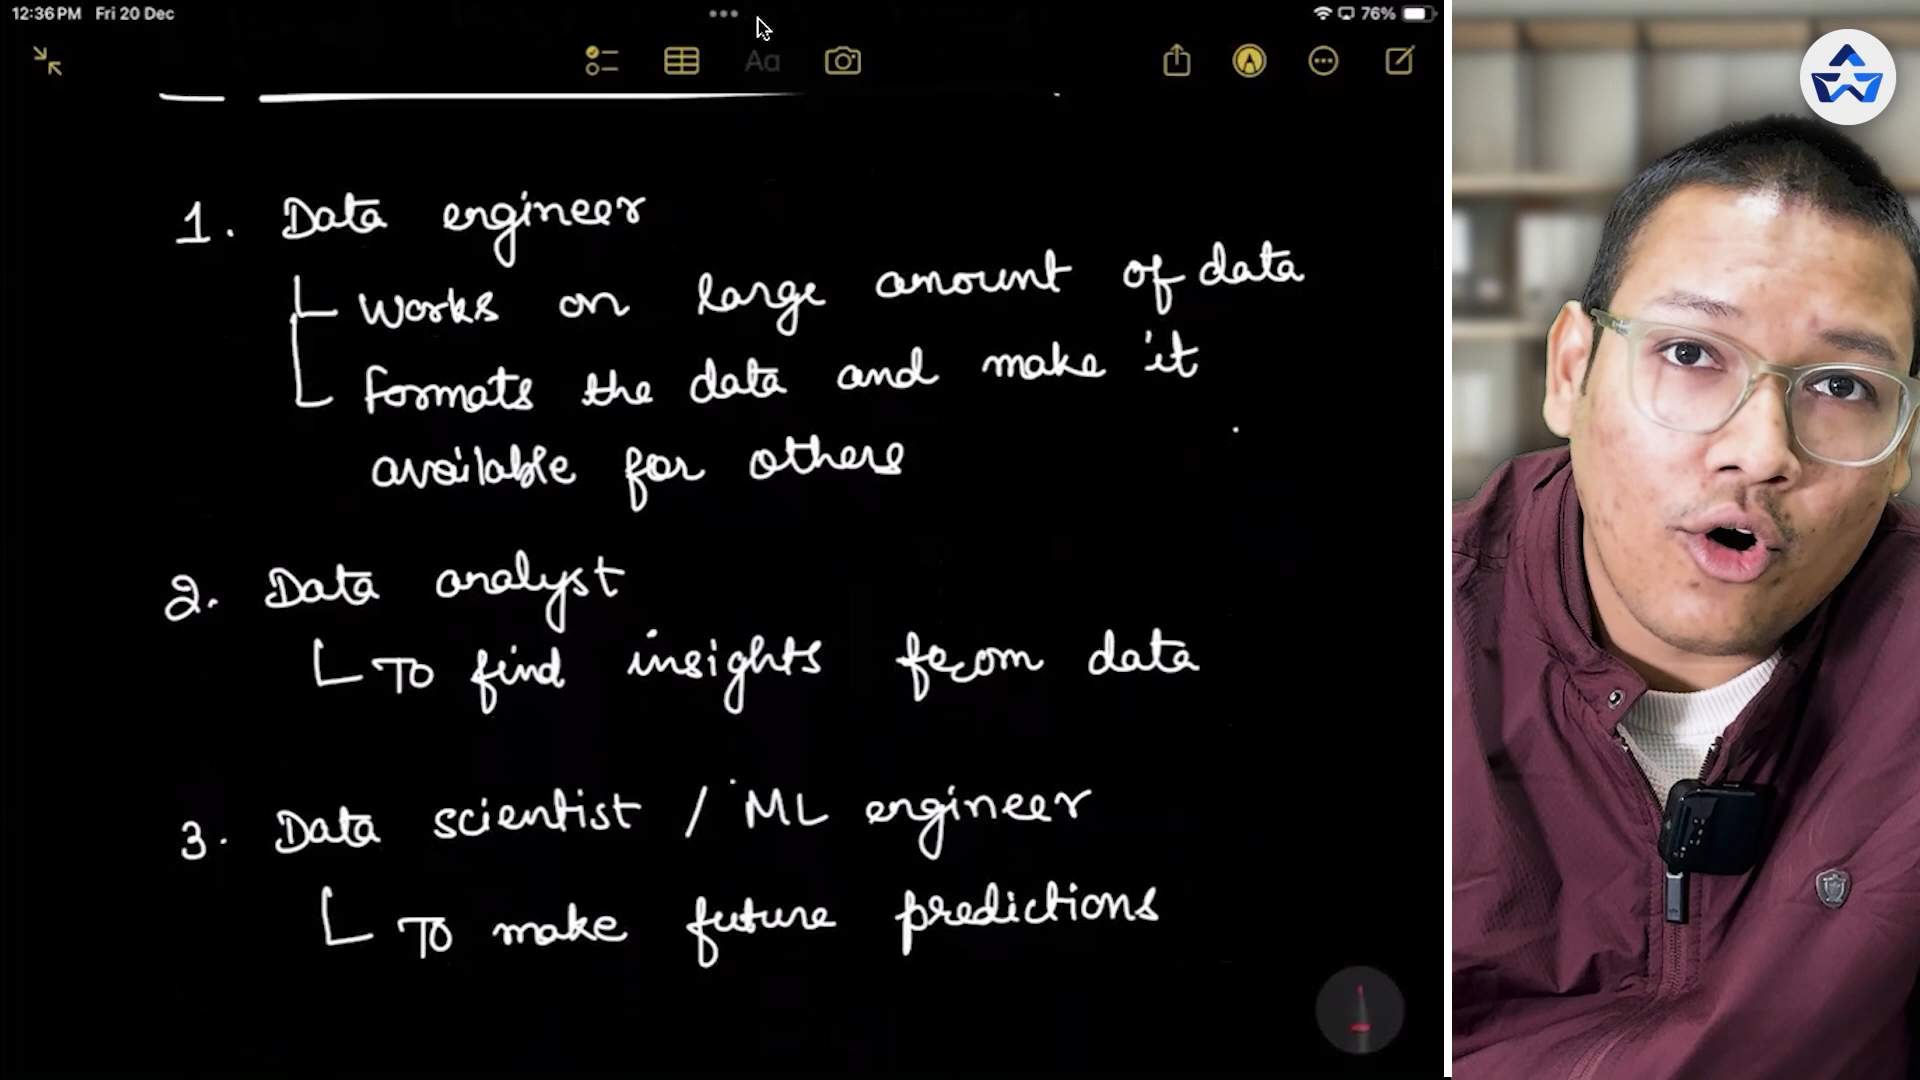 12:36 PM Fri 20 Dec
76%
Aa
1. Data engineer
Works on large amount of data
formats the data and make it
available for others
2. Data analyst
To find insights from data
3. Data scientist / ML engineer
To make future predictions